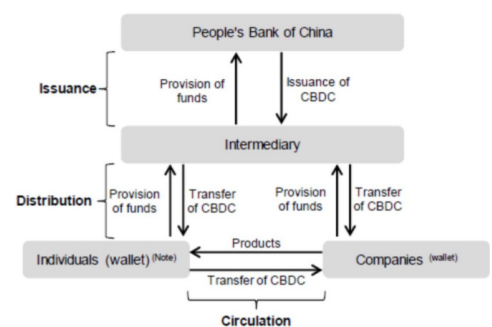 People's Bank of China
Issuance
Provision of
funds
Issuance of
CBDC
Intermediary
Distribution
Provision
of funds
Transfer
of CBDC
Provision
of funds
Transfer
of CBDC
Individuals (wallet) (Note)
Products
Companies (wallet)
Transfer of CBDC
Circulation